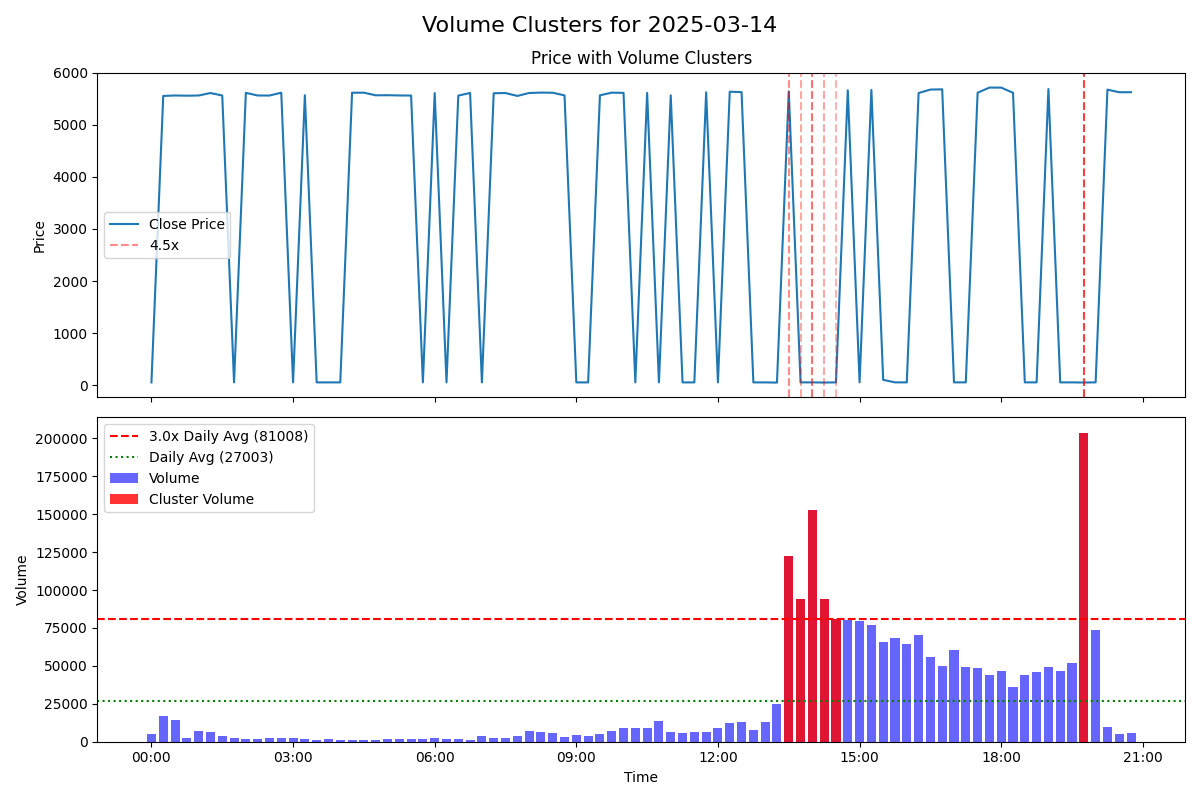 Volume Clusters for 2025-03-14
Price with Volume Clusters
6000
5000
4000
3000
2000
1000
0
Price
Close Price
4.5x
200000
175000
150000
125000
100000
75000
50000
25000
0
Volume
3.0x Daily Avg (81008)
Daily Avg (27003)
Volume
Cluster Volume
00:00 03:00 06:00 09:00 12:00 15:00 18:00 21:00
Time